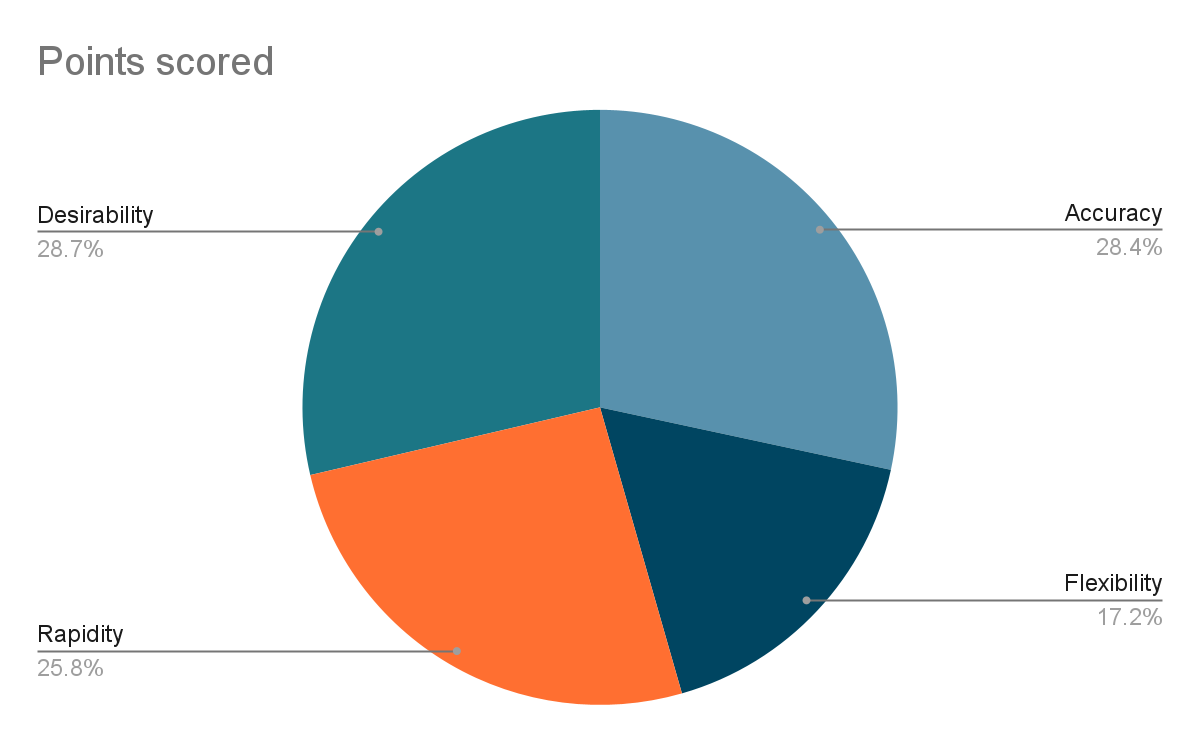 Points scored
Desirability
28.7%
Accuracy
28.4%
Flexibility
17.2%
Rapidity
25.8%